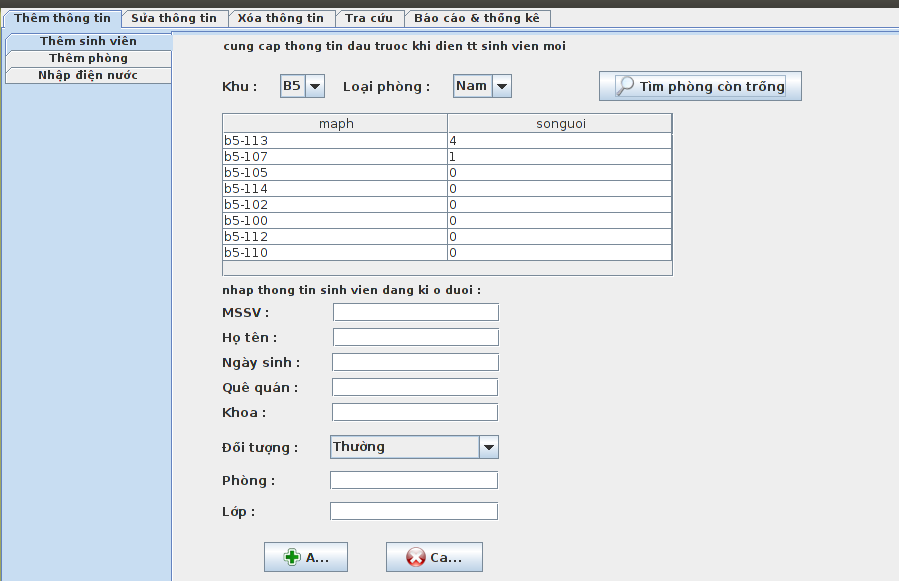 Thêm thông tin Sửa thông tin Xóa thông tin Tra cứu Báo cáo & thống kê
Thêm sinh viên
Thêm phòng
Nhập điện nước
cung cap thong tin dau truoc khi dien tt sinh vien moi
Khu : B5 Loại phòng : Nam Tìm phòng còn trống
maph songuoi
b5-113 4
b5-107 1
b5-105 0
b5-114 0
b5-102 0
b5-100 0
b5-112 0
b5-110 0
nhap thong tin sinh vien dang ki o duoi :
MSSV :
Họ tên :
Ngày sinh :
Quê quán :
Khoa :
Đối tượng : Thường
Phòng :
Lớp :
A... Ca...